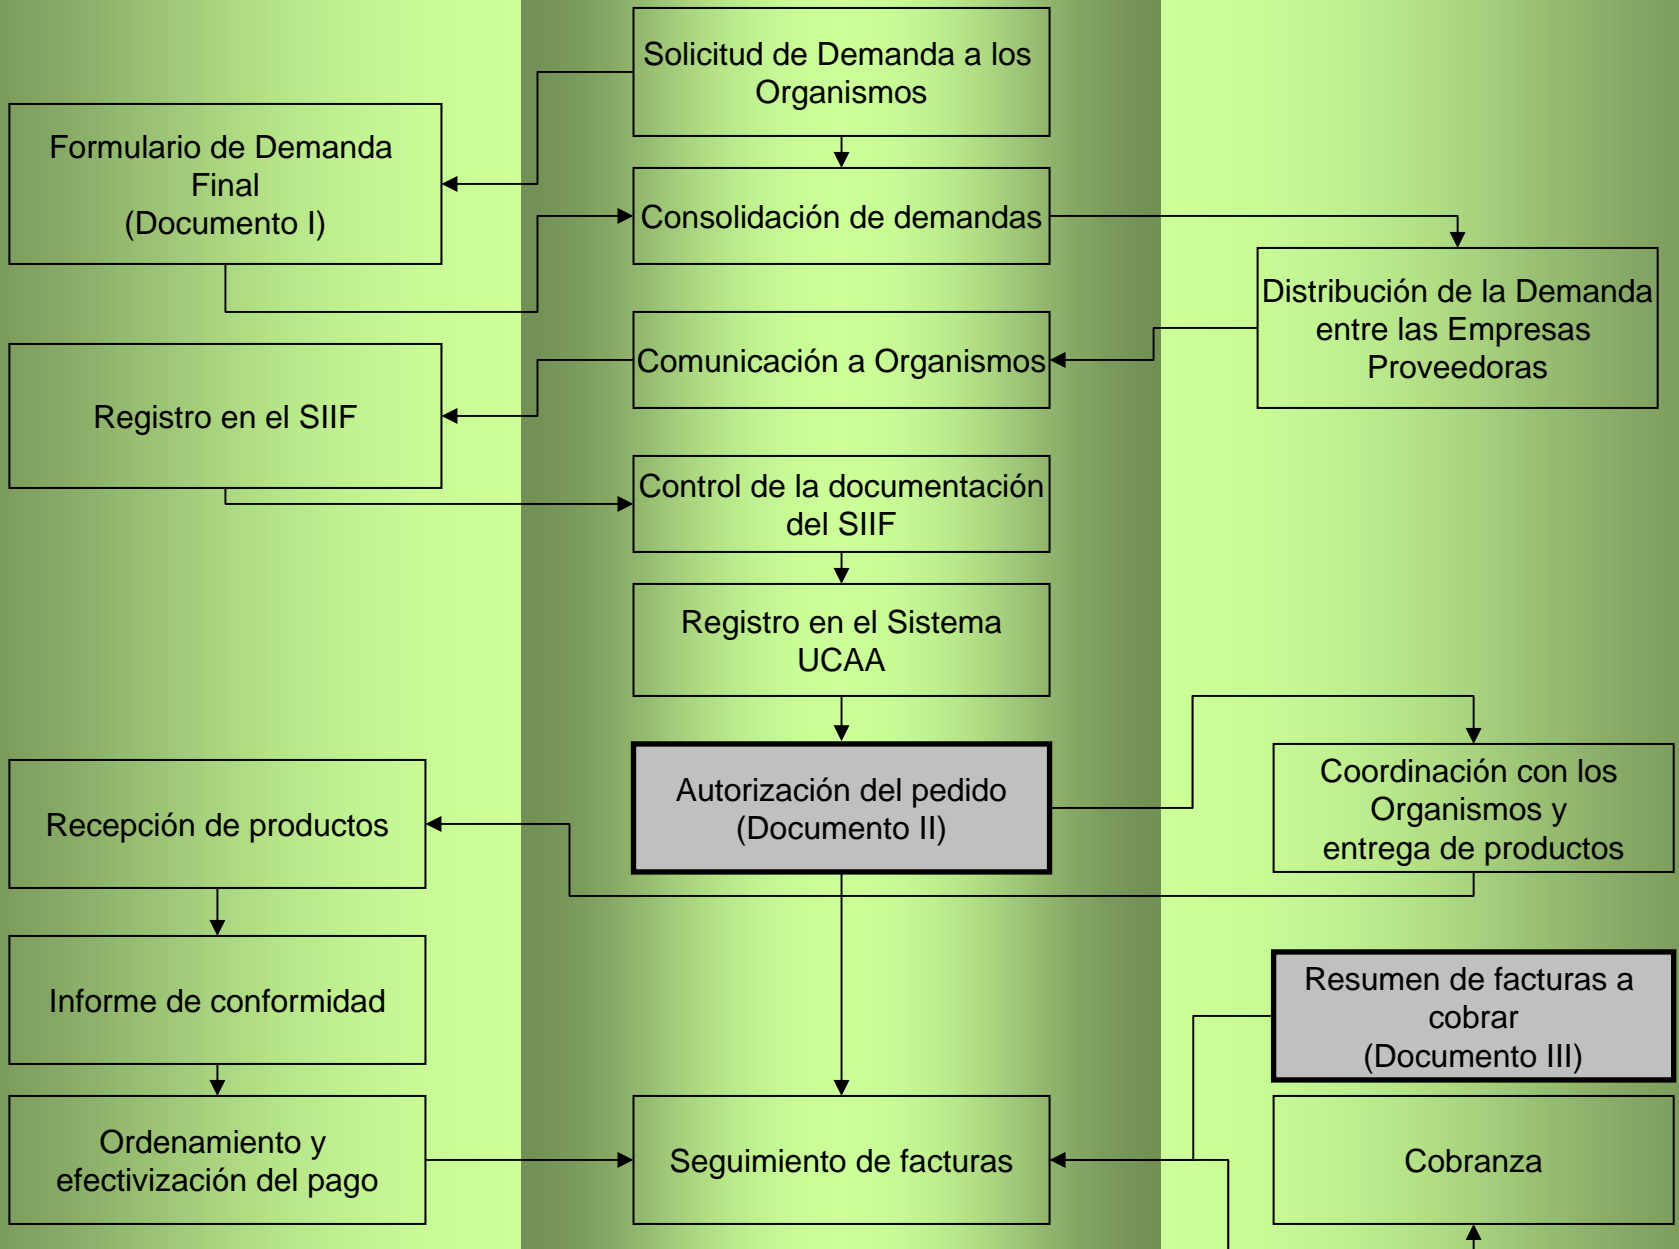 Solicitud de Demanda a los
Organismos
Formulario de Demanda
Final
(Documento I)
Consolidación de demandas
Distribución de la Demanda
entre las Empresas
Proveedoras
Comunicación a Organismos
Registro en el SIIF
Control de la documentación
del SIIF
Registro en el Sistema
UCAA
Autorización del pedido
(Documento II)
Coordinación con los
Organismos y
entrega de productos
Recepción de productos
Informe de conformidad
Resumen de facturas a
cobrar
(Documento III)
Ordenamiento y
efectivización del pago
Seguimiento de facturas
Cobranza